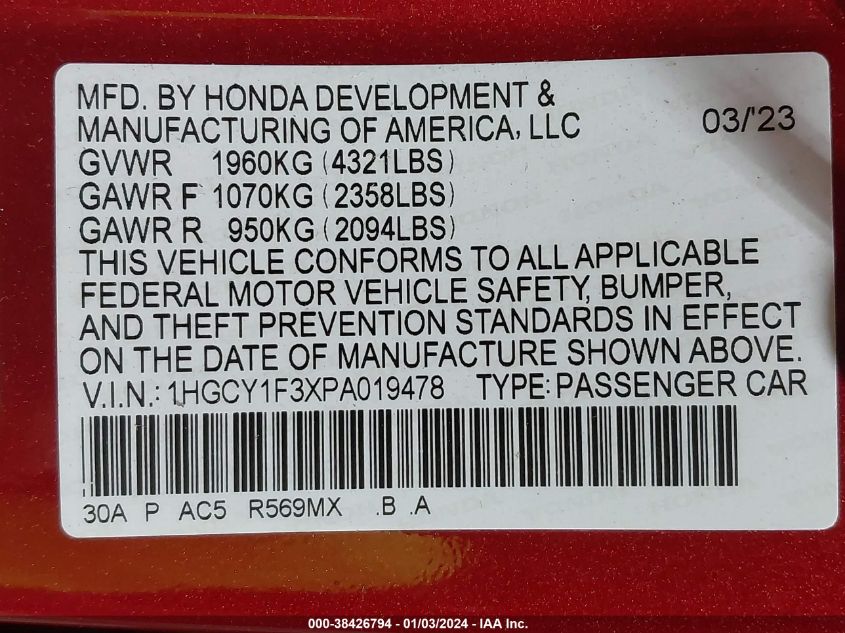 MFD. BY HONDA DEVELOPMENT &
MANUFACTURING OF AMERICA, LLC 03/'23
GVWR 1960KG (4321LBS)
GAWR F 1070KG (2358LBS)
GAWR R 950KG (2094LBS)
THIS VEHICLE CONFORMS TO ALL APPLICABLE
FEDERAL MOTOR VEHICLE SAFETY, BUMPER,
AND THEFT PREVENTION STANDARDS IN EFFECT
ON THE DATE OF MANUFACTURE SHOWN ABOVE.
V.I.N.: 1HGCY1F3XPA019478 TYPE: PASSENGER CAR
30A P AC5 R569MX .B .A
000-38426794 - 01/03/2024 - IAA Inc.